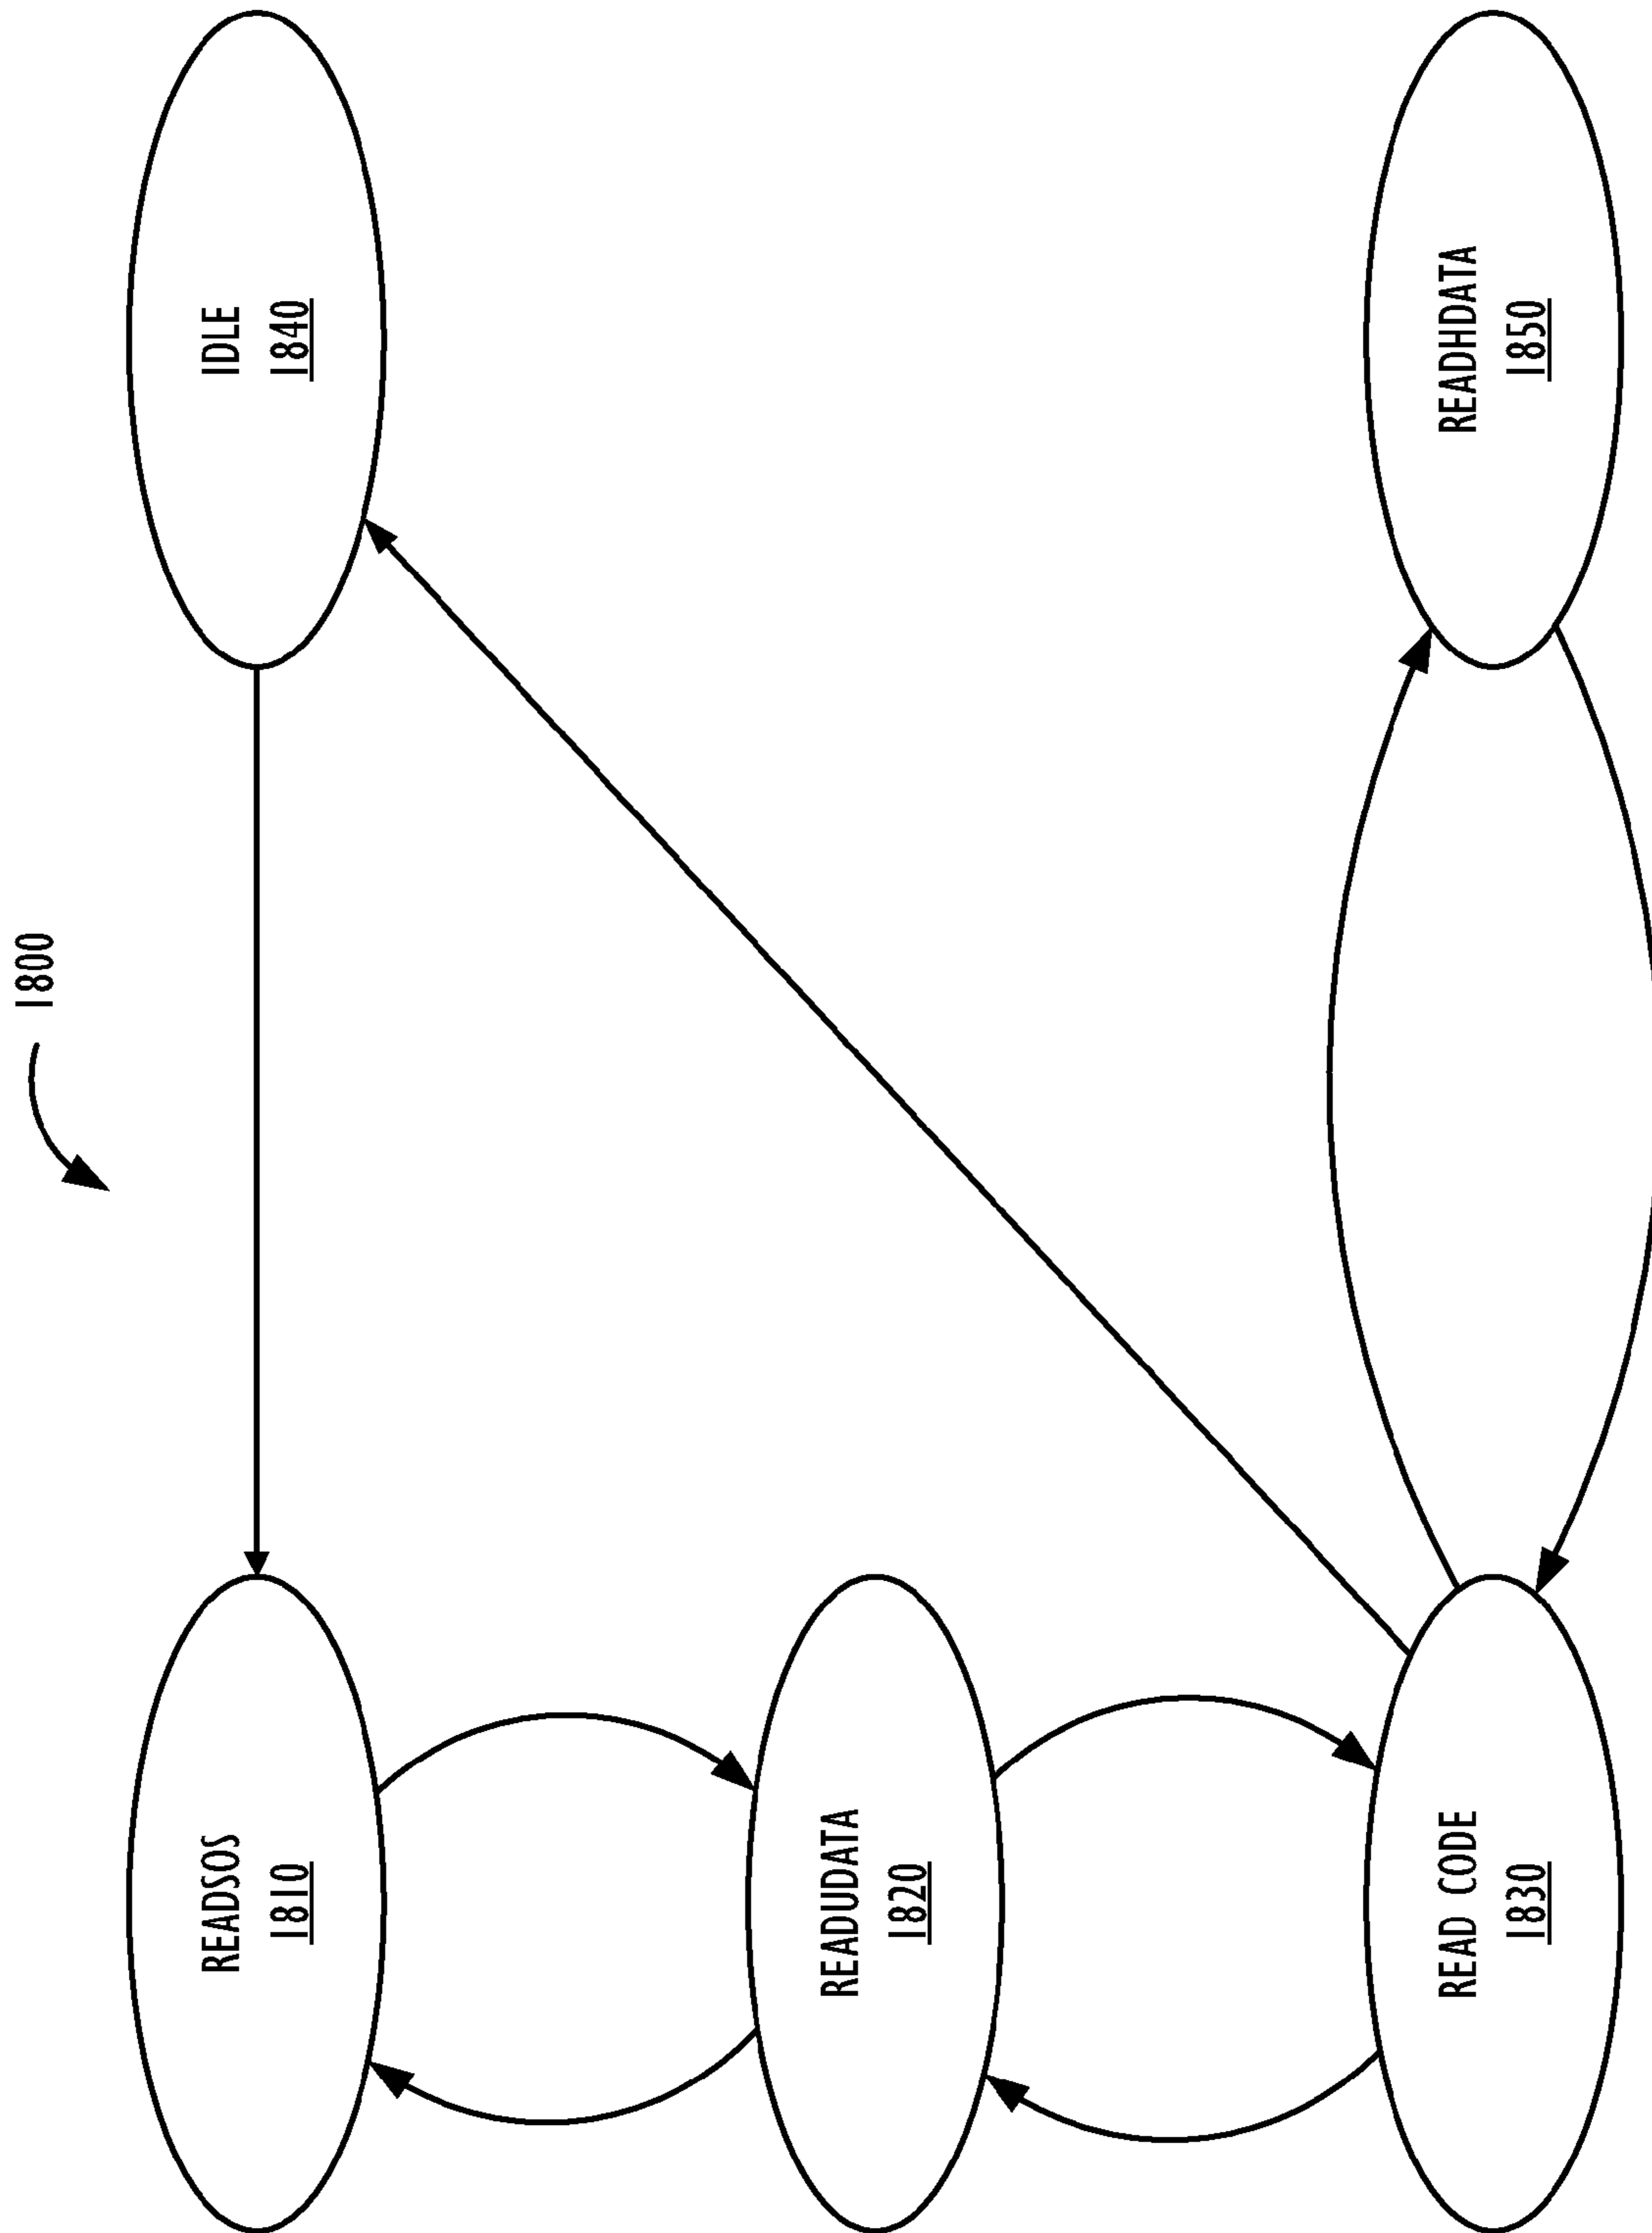 1800
READSOS
1810
IDLE
1840
READUDATA
1820
READ CODE
1830
READHDATA
1850